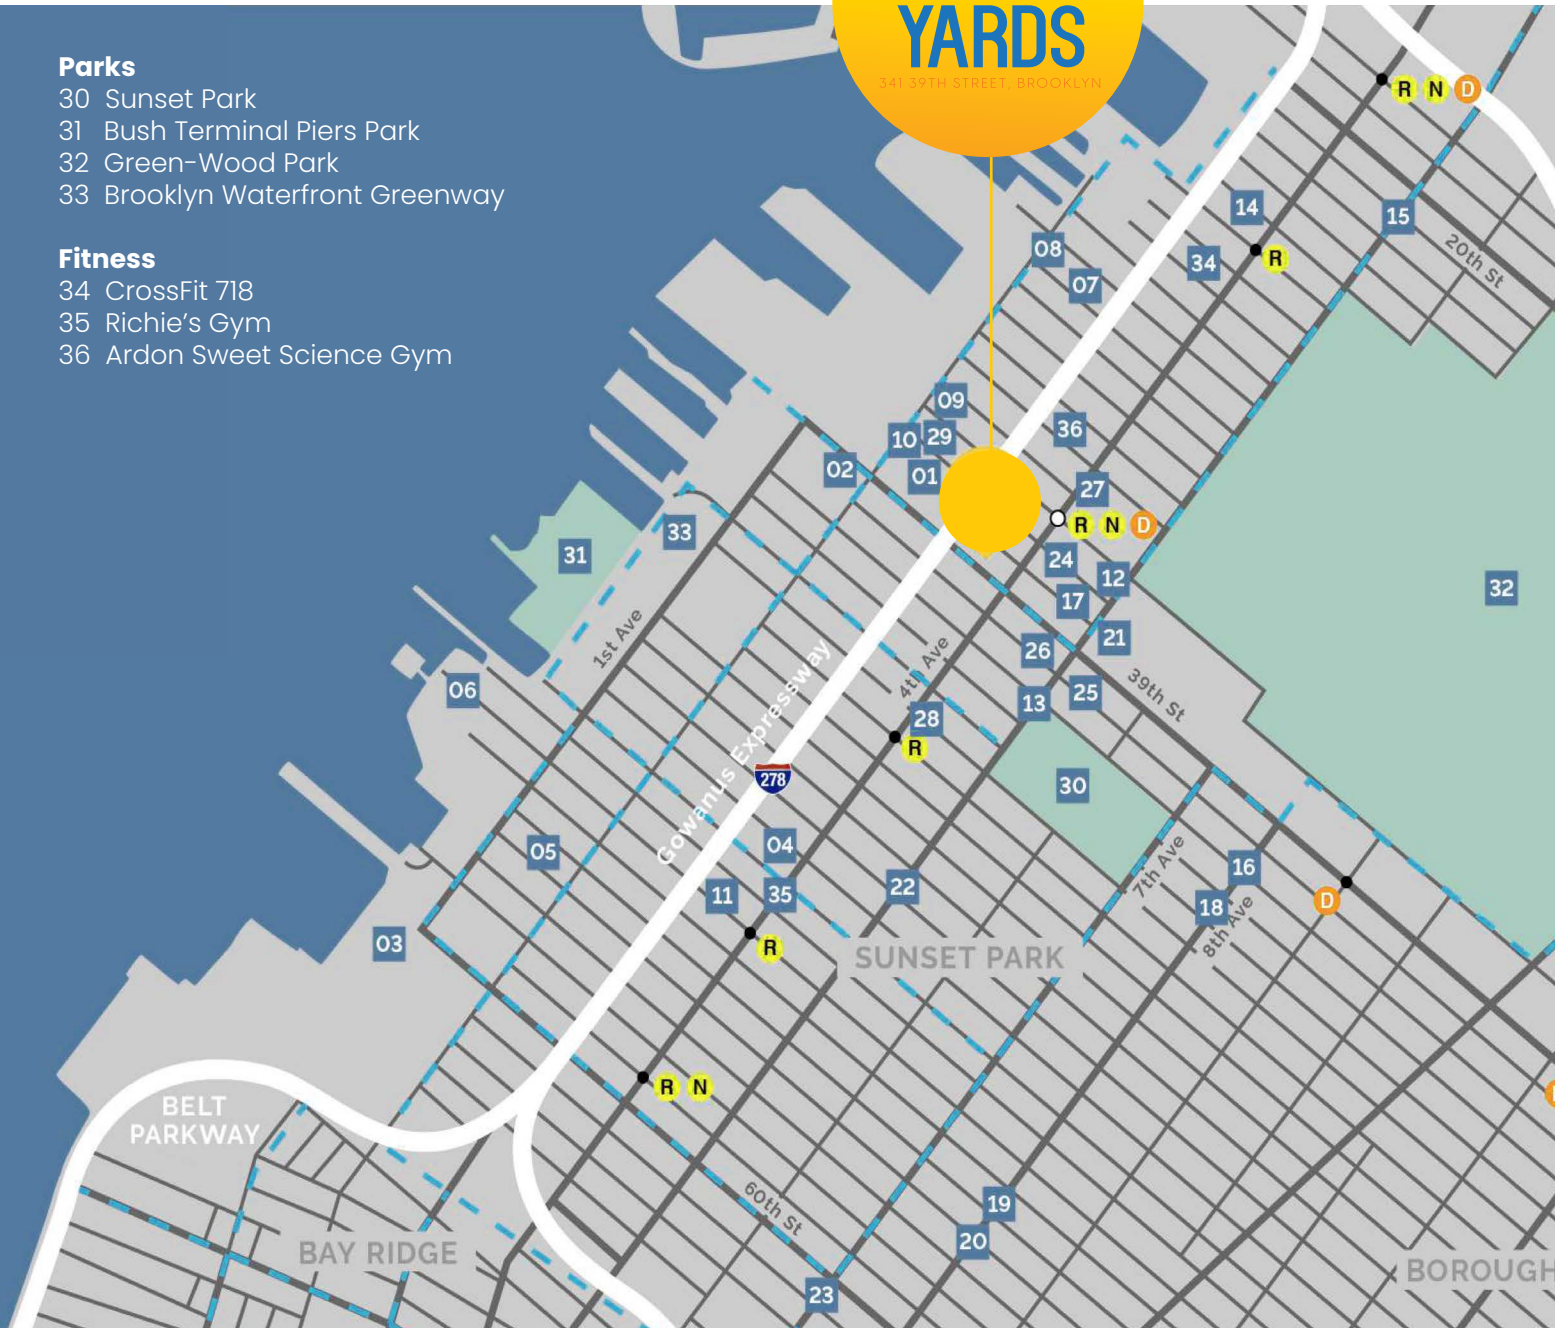 YARDS
341 39TH STREET, BROOKLYN
Parks
30 Sunset Park
31 Bush Terminal Piers Park
32 Green-Wood Park
33 Brooklyn Waterfront Greenway
Fitness
34 CrossFit 718
35 Richie's Gym
36 Ardon Sweet Science Gym
R N D
14
15
08
34
R
20th St
07
09
36
10 29
02
01
27
R N D
33
31
24
12
32
17
1st Ave
21
26
4th Ave
39th St
06
25
13
28
R
Gowanus Expressway
278
30
04
05
7th Ave
16
22
11
35
D
18
8th Ave
03
R
SUNSET PARK
R N
BELT
PARKWAY
60th St
19
20
BAY RIDGE
BOROUGH
23